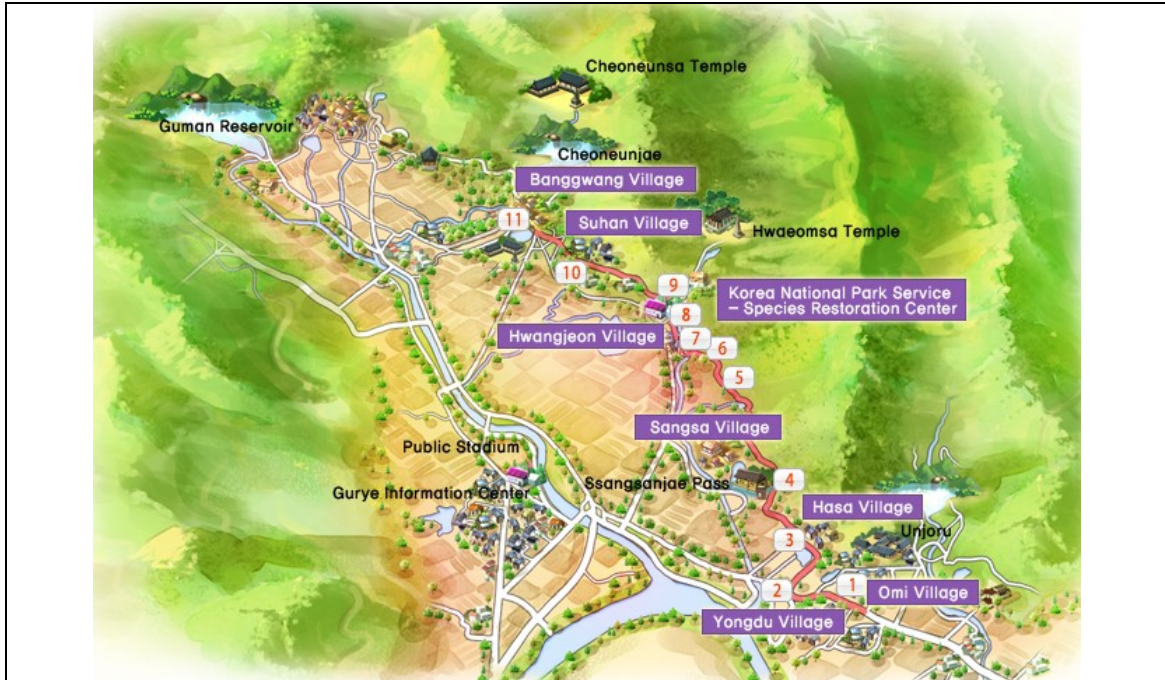 Cheoneunsa Temple
Guman Reservoir
Cheoneunjae
Banggwang Village
11
Suhan Village
Hwaeomsa Temple
10
9
Korea National Park Service
– Species Restoration Center
8
Hwangjeon Village
7
6
5
Sangsa Village
Public Stadium
4
Ssangsanjae Pass
Gurye Information Center
Hasa Village
Unjoru
3
2
1
Omi Village
Yongdu Village